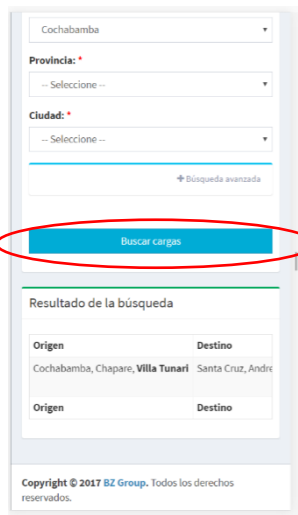 Cochabamba
Provincia: *
-- Seleccione --
Ciudad: *
-- Seleccione --
+ Búsqueda avanzada
Buscar cargas
Resultado de la búsqueda
Origen Destino
Cochabamba, Chapare, Villa Tunari Santa Cruz, Andre
Origen Destino
Copyright © 2017 BZ Group. Todos los derechos
reservados.